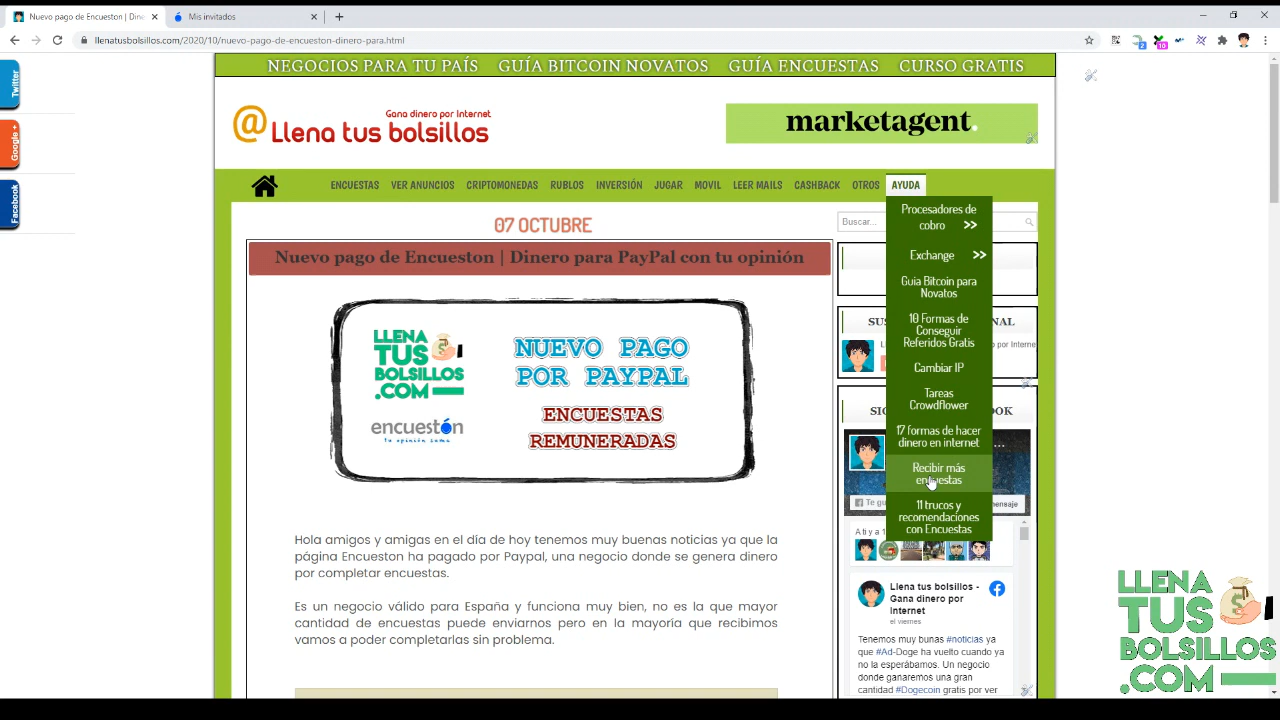 Nuevo pago de Encueston | Dine
Mis invitados
llenatusbolsillos.com/2020/10/nuevo-pago-de-encueston-dinero-para.html
2
10
Twitter
Google +
Facebook
NEGOCIOS PARA TU PAÍS
GUÍA BITCOIN NOVATOS
GUÍA ENCUESTAS
CURSO GRATIS
Gana dinero por Internet
@Llena tus bolsillos
marketagent.
ENCUESTAS
VER ANUNCIOS
CRIPTOMONEDAS
RUBLOS
INVERSIÓN
JUGAR
MOVIL
LEER MAILS
CASHBACK
OTROS
AYUDA
07 OCTUBRE
Nuevo pago de Encueston | Dinero para PayPal con tu opinión
LLENA
TUS
BOLSILLOS
.COM
encuestón
tu opinión suma
NUEVO PAGO
POR PAYPAL
ENCUESTAS
REMUNERADAS
Hola amigos y amigas en el día de hoy tenemos muy buenas noticias ya que la
página Encueston ha pagado por Paypal, una negocio donde se genera dinero
por completar encuestas.
Es un negocio válido para España y funciona muy bien, no es la que mayor
cantidad de encuestas puede enviarnos pero en la mayoría que recibimos
vamos a poder completarlas sin problema.
Procesadores de
cobro >>
Exchange >>
Guia Bitcoin para
Novatos
10 Formas de
Conseguir
Referidos Gratis
Cambiar IP
Tareas
Crowdflower
17 formas de hacer
dinero en internet
Recibir más
encuestas
11 trucos y
recomendaciones
con Encuestas
Buscar...
Internet
A ti y a 1
Llena tus bolsillos -
Gana dinero por
Internet
el viernes
Tenemos muy bunas #noticias ya
que #Ad-Doge ha vuelto cuando ya
no la esperábamos. Un negocio
donde ganaremos una gran
cantidad #Dogecoin gratis por ver
LLENA
TUS
BOLSILLOS
.COM